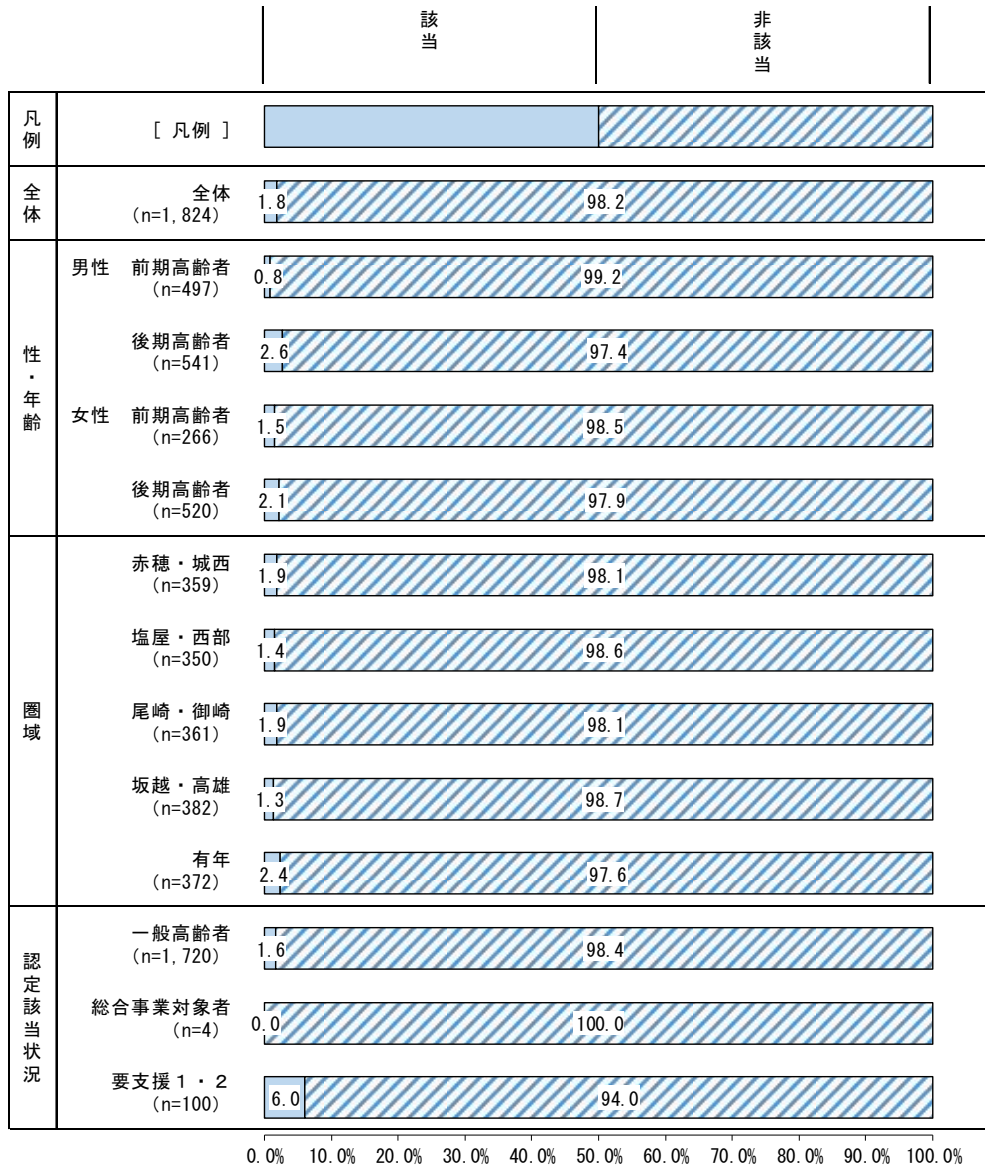 該当
非該当
凡例
[ 凡例 ]
全体
全体
(n=1,824)
1.8
98.2
性・年齢
男性 前期高齢者
(n=497)
0.8
99.2
後期高齢者
(n=541)
2.6
97.4
女性 前期高齢者
(n=266)
1.5
98.5
後期高齢者
(n=520)
2.1
97.9
圏域
赤穂・城西
(n=359)
1.9
98.1
塩屋・西部
(n=350)
1.4
98.6
尾崎・御崎
(n=361)
1.9
98.1
坂越・高雄
(n=382)
1.3
98.7
有年
(n=372)
2.4
97.6
認定該当状況
一般高齢者
(n=1,720)
1.6
98.4
総合事業対象者
(n=4)
0.0
100.0
要支援1・2
(n=100)
6.0
94.0
0.0% 10.0% 20.0% 30.0% 40.0% 50.0% 60.0% 70.0% 80.0% 90.0% 100.0%